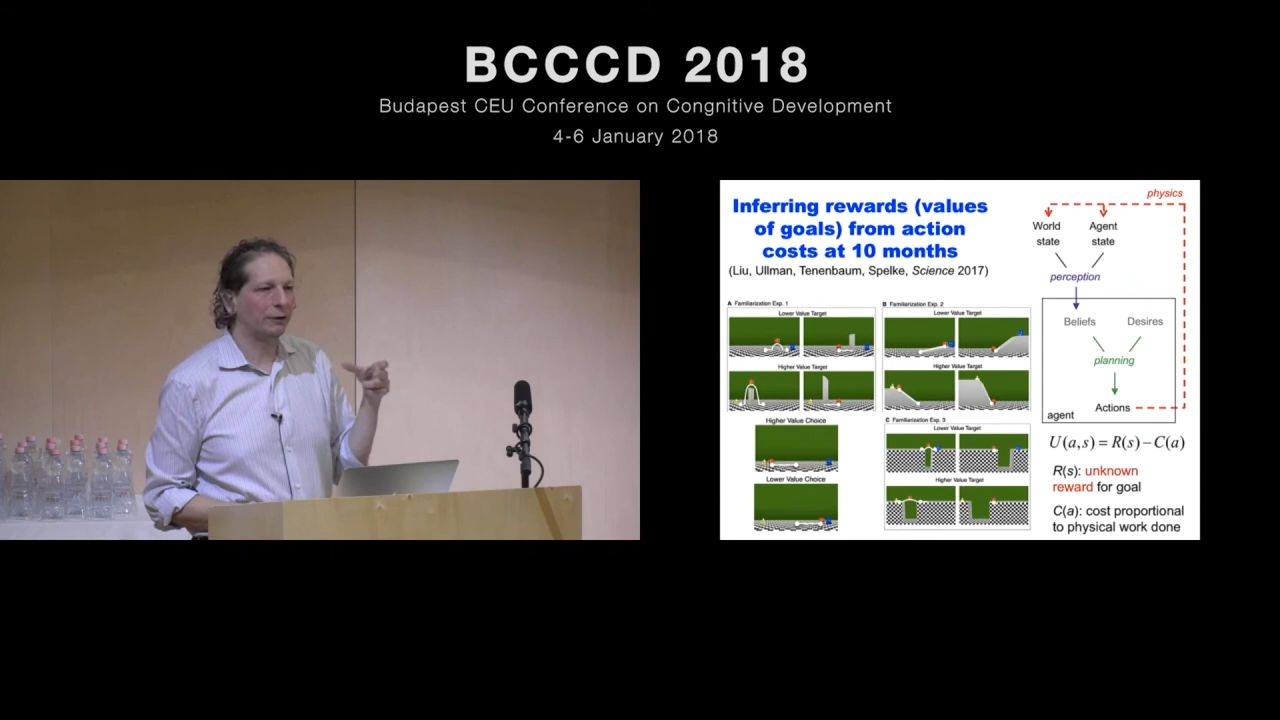 BCCCD 2018
Budapest CEU Conference on Congnitive Development
4-6 January 2018
Inferring rewards (values
of goals) from action
costs at 10 months
(Liu, Ullman, Tenenbaum, Spelke, Science 2017)
A Familiarization Exp. 1
Lower Value Target
Higher Value Target
Higher Value Choice
Lower Value Choice
B Familiarization Exp. 2
Lower Value Target
Higher Value Target
C Familiarization Exp. 3
Lower Value Target
Higher Value Target
physics
World
state
Agent
state
perception
Beliefs
Desires
planning
Actions
agent
U(a,s) = R(s) − C(a)
R(s): unknown
reward for goal
C(a): cost proportional
to physical work done